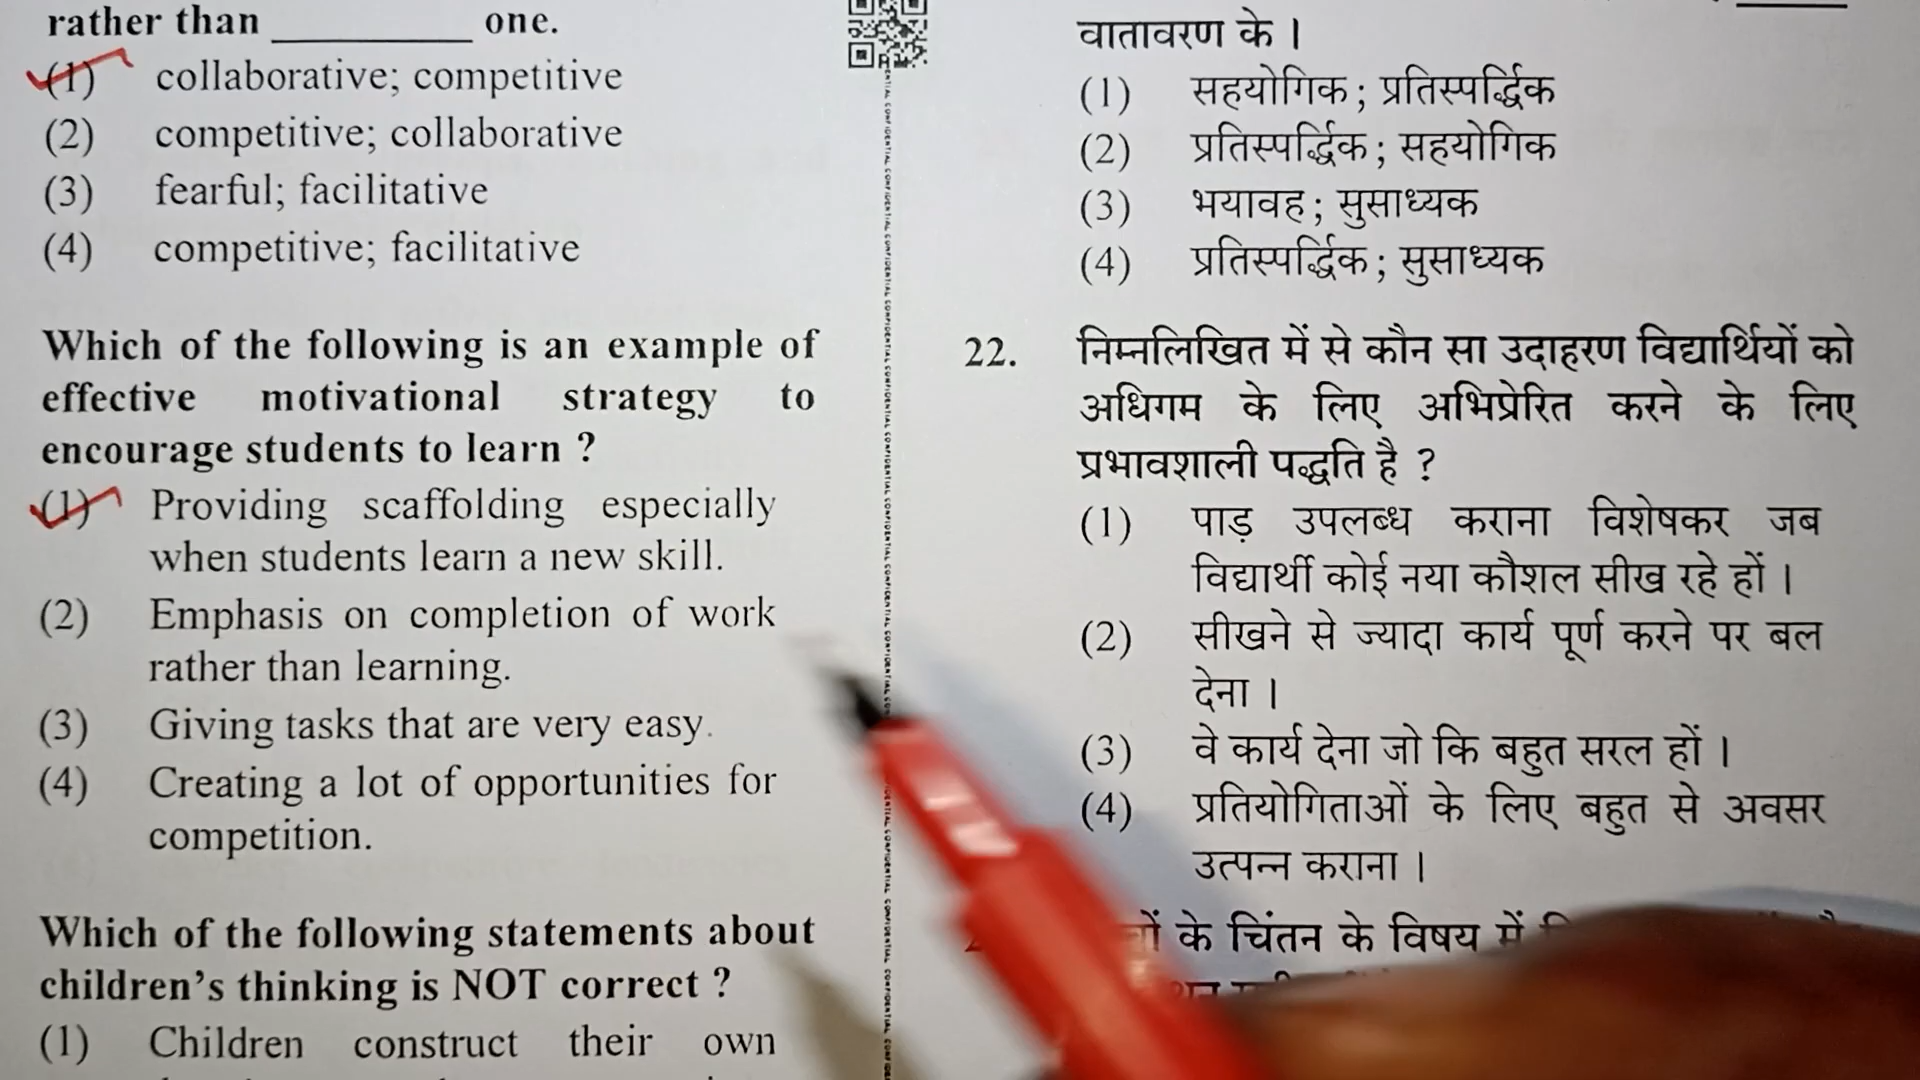 rather than __________ one.
(1) collaborative; competitive
(2) competitive; collaborative
(3) fearful; facilitative
(4) competitive; facilitative
Which of the following is an example of
effective motivational strategy to
encourage students to learn ?
(1) Providing scaffolding especially
when students learn a new skill.
(2) Emphasis on completion of work
rather than learning.
(3) Giving tasks that are very easy.
(4) Creating a lot of opportunities for
competition.
Which of the following statements about
children's thinking is NOT correct ?
(1) Children construct their own
वातावरण के ।
(1) सहयोगिक ; प्रतिस्पर्द्धिक
(2) प्रतिस्पर्द्धिक ; सहयोगिक
(3) भयावह ; सुसाध्यक
(4) प्रतिस्पर्द्धिक ; सुसाध्यक
22. निम्नलिखित में से कौन सा उदाहरण विद्यार्थियों को
अधिगम के लिए अभिप्रेरित करने के लिए
प्रभावशाली पद्धति है ?
(1) पाड़ उपलब्ध कराना विशेषकर जब
विद्यार्थी कोई नया कौशल सीख रहे हों ।
(2) सीखने से ज्यादा कार्य पूर्ण करने पर बल
देना ।
(3) वे कार्य देना जो कि बहुत सरल हों ।
(4) प्रतियोगिताओं के लिए बहुत से अवसर
उत्पन्न कराना ।
के चिंतन के विषय में